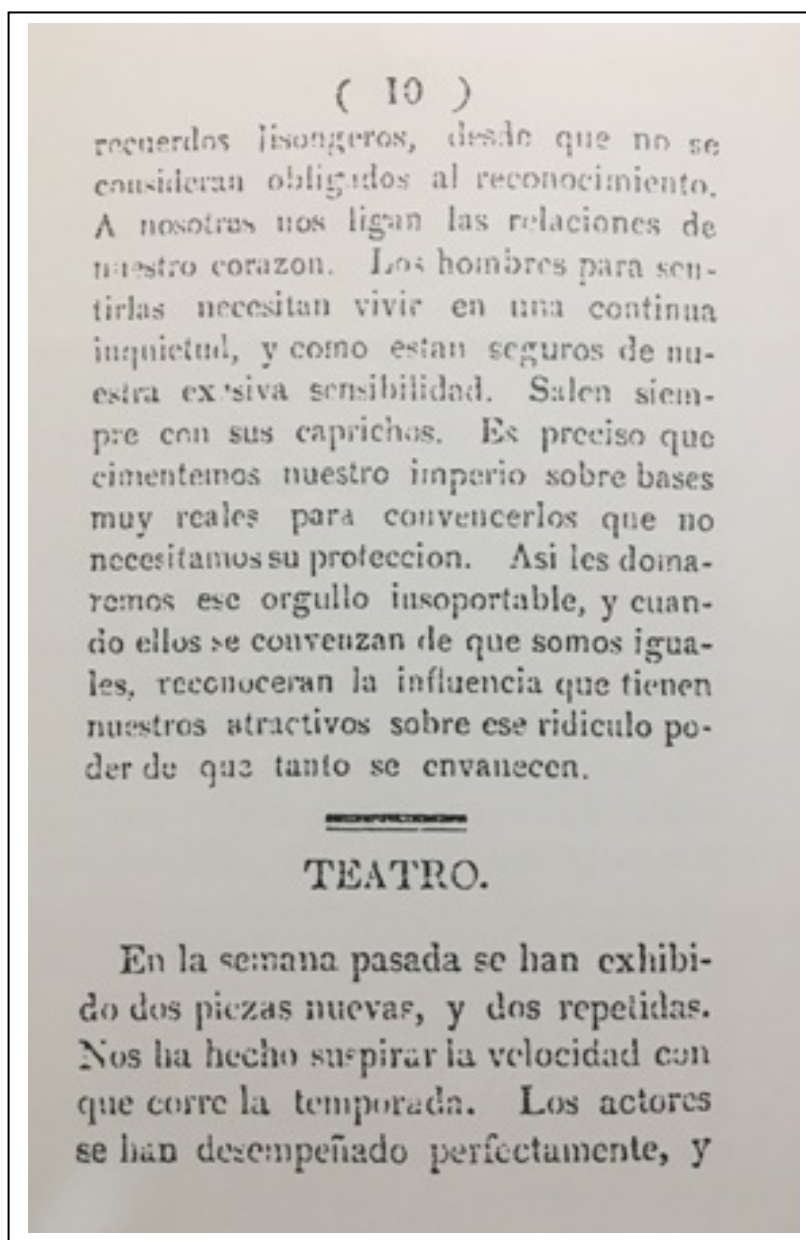 ( 10 )
recuerdos lisongeros, desde que no se
consideran obligados al reconocimiento.
A nosotras nos ligan las relaciones de
nuestro corazon. Los hombres para sen-
tirlas necesitan vivir en una continua
inquietud, y como estan seguros de nu-
estra sensibilidad. Salen siem-
pre con sus caprichos. Es preciso que
cimentemos nuestro imperio sobre bases
muy reales para convencerlos que no
necesitamos su proteccion. Asi les doma-
remos ese orgullo insoportable, y cuan-
do ellos se convenzan de que somos igua-
les, reconoceran la influencia que tienen
nuestros atractivos sobre ese ridiculo po-
der de que tanto se envanecen.
TEATRO.
En la semana pasada se han exhibi-
do dos piezas nuevas, y dos repetidas.
Nos ha hecho suspirar la velocidad con
que corre la temporada. Los actores
se han desempeñado perfectamente, y